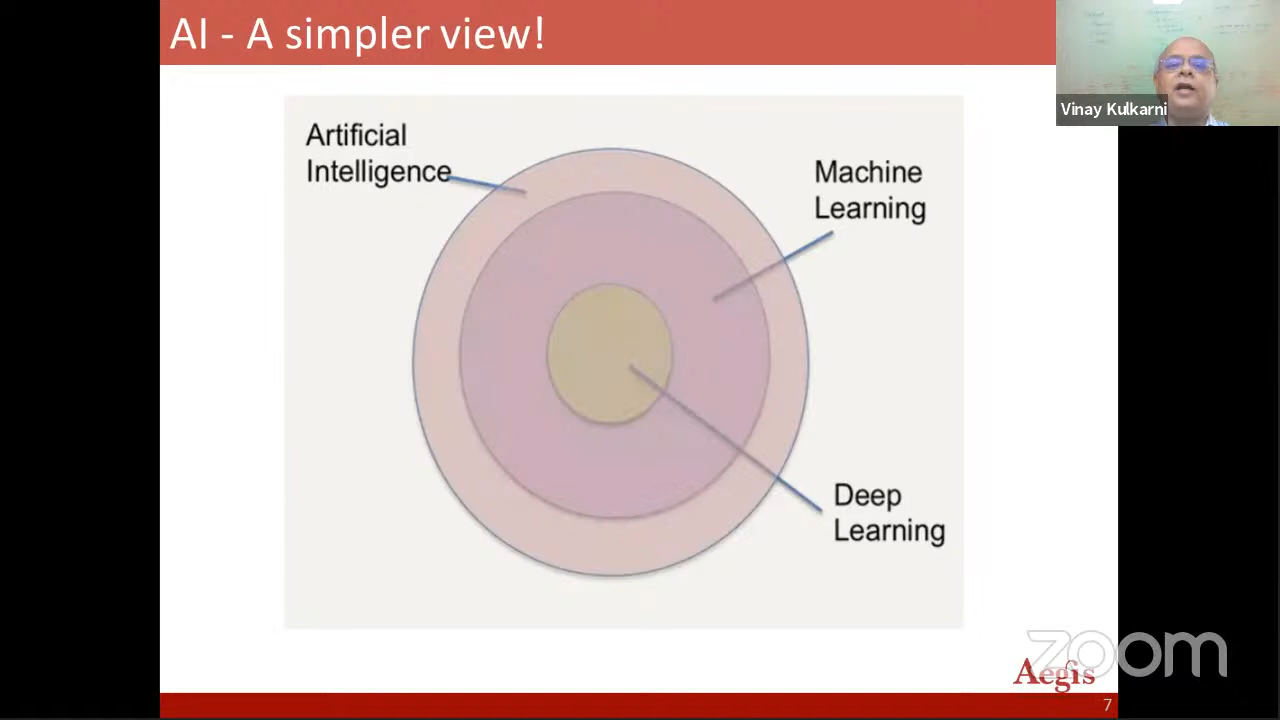 AI - A simpler view!
Vinay Kulkarni
Artificial
Intelligence
Machine
Learning
Deep
Learning
zoom
Aegis
7